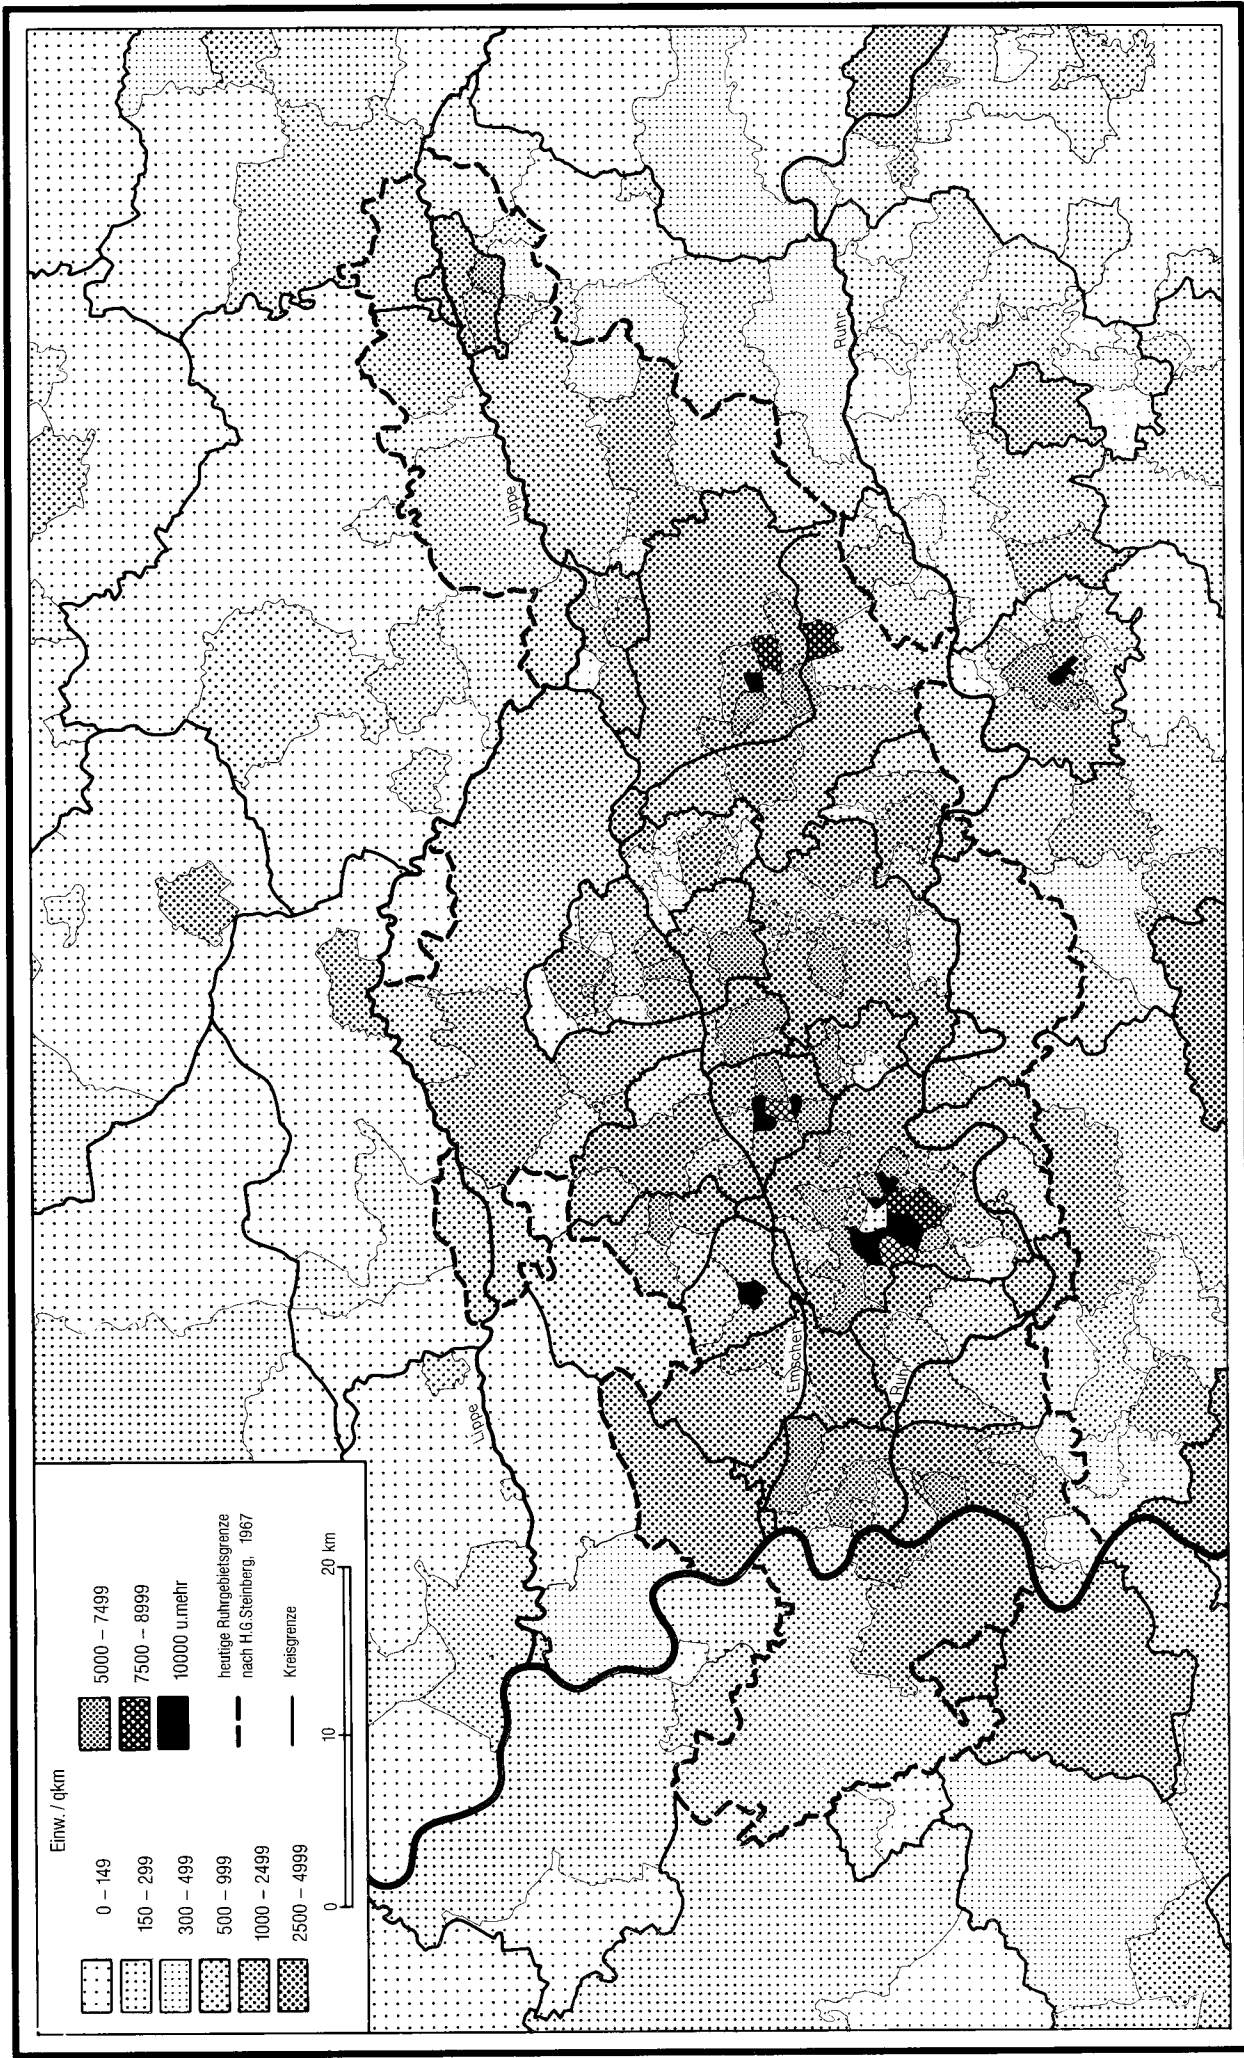 Einw. / qkm
0 – 149
150 – 299
300 – 499
500 – 999
1000 – 2499
2500 – 4999
5000 – 7499
7500 – 8999
10000 u.mehr
heutige Ruhrgebietsgrenze
nach H.G.Steinberg, 1967
Kreisgrenze
0 10 20 km
Lippe
Lippe
Emscher
Ruhr
Ruhr